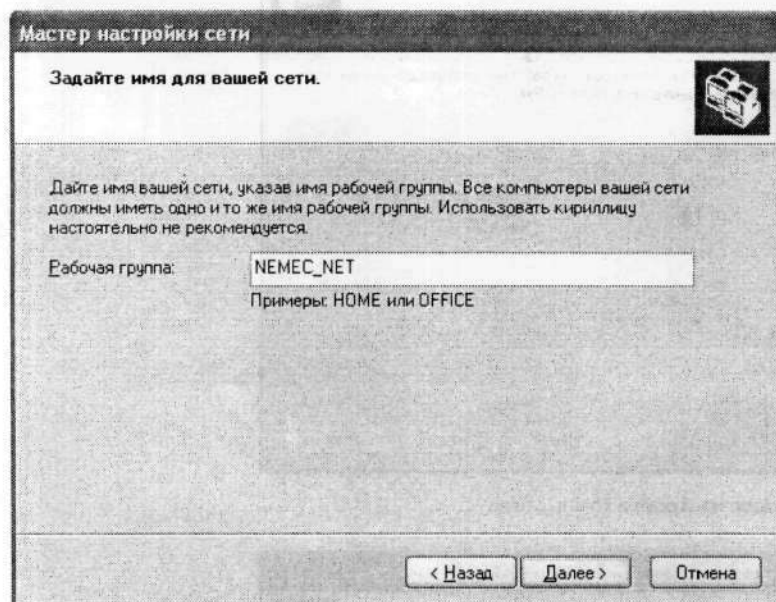 Мастер настройки сети
Задайте имя для вашей сети.
Дайте имя вашей сети, указав имя рабочей группы. Все компьютеры вашей сети
должны иметь одно и то же имя рабочей группы. Использовать кириллицу
настоятельно не рекомендуется.
Рабочая группа: NEMEC_NET
Примеры: HOME или OFFICE
< Назад Далее > Отмена